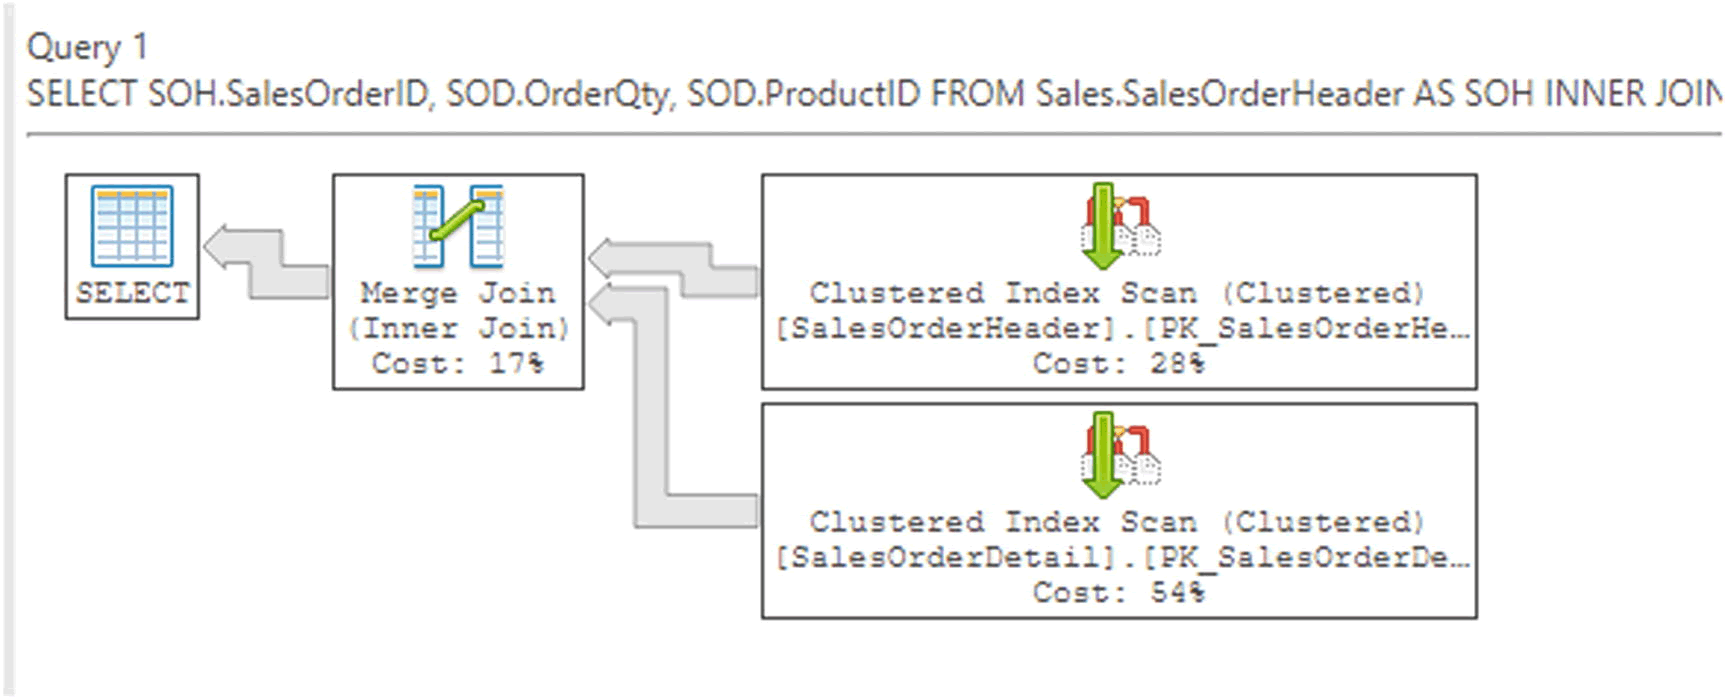 Query 1
SELECT SOH.SalesOrderID, SOD.OrderQty, SOD.ProductID FROM Sales.SalesOrderHeader AS SOH INNER JOIN
SELECT
Merge Join
(Inner Join)
Cost: 17%
Clustered Index Scan (Clustered)
[SalesOrderHeader].[PK_SalesOrderHe…
Cost: 28%
Clustered Index Scan (Clustered)
[SalesOrderDetail].[PK_SalesOrderDe…
Cost: 54%